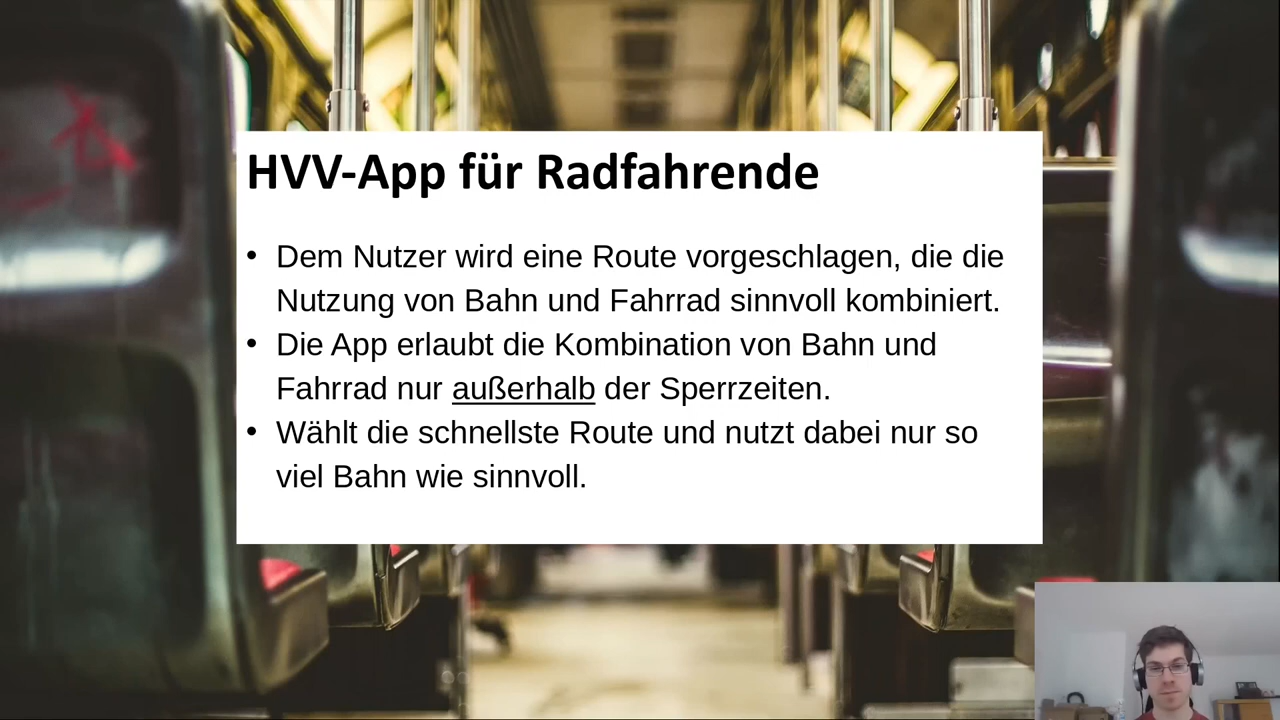 HVV-App für Radfahrende
• Dem Nutzer wird eine Route vorgeschlagen, die die
Nutzung von Bahn und Fahrrad sinnvoll kombiniert.
• Die App erlaubt die Kombination von Bahn und
Fahrrad nur außerhalb der Sperrzeiten.
• Wählt die schnellste Route und nutzt dabei nur so
viel Bahn wie sinnvoll.